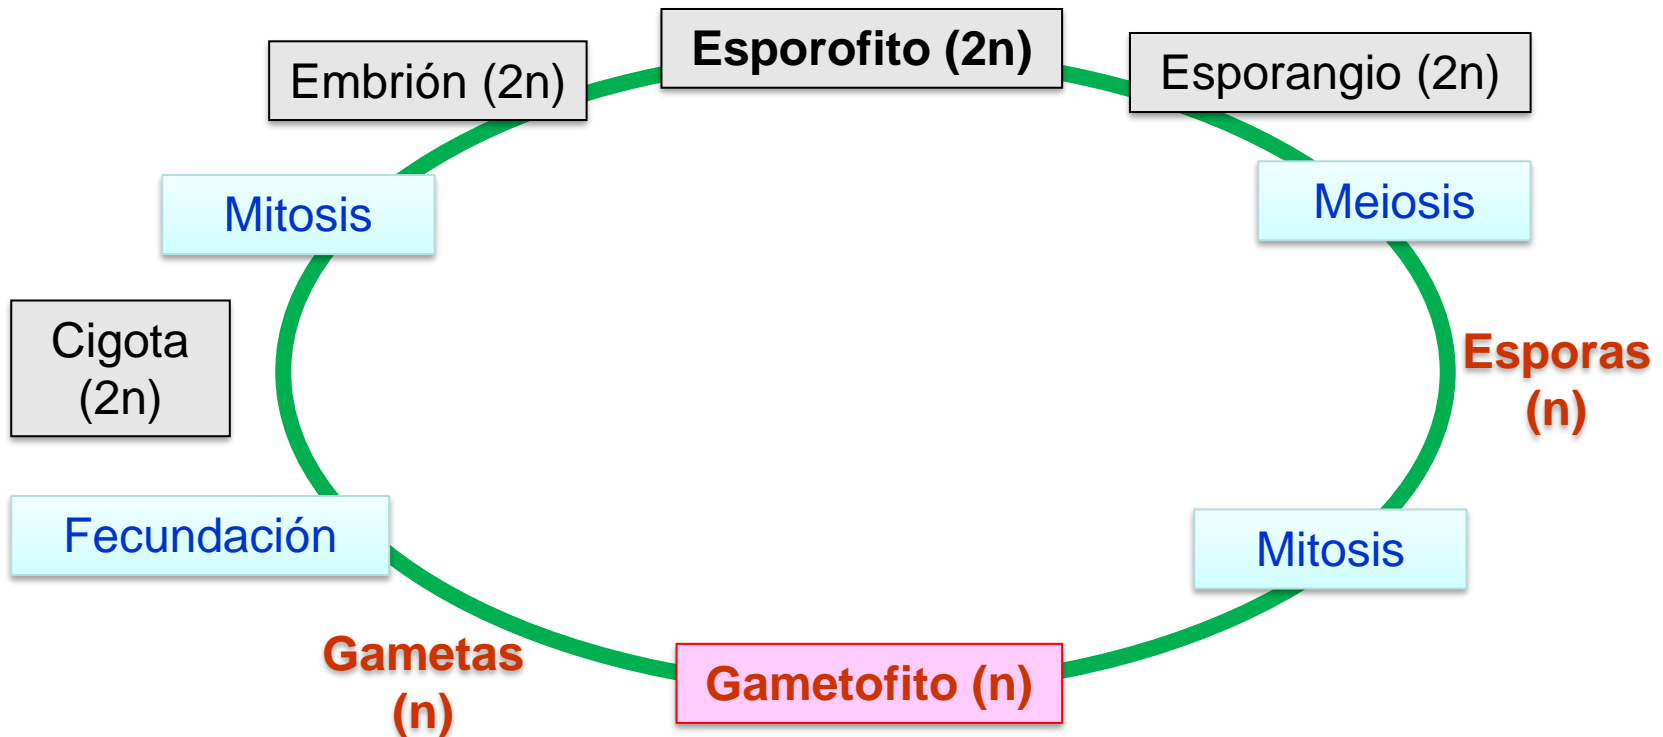 Esporofito (2n)
Embrión (2n)
Esporangio (2n)
Mitosis
Meiosis
Cigota
(2n)
Esporas
(n)
Fecundación
Mitosis
Gametas
(n)
Gametofito (n)